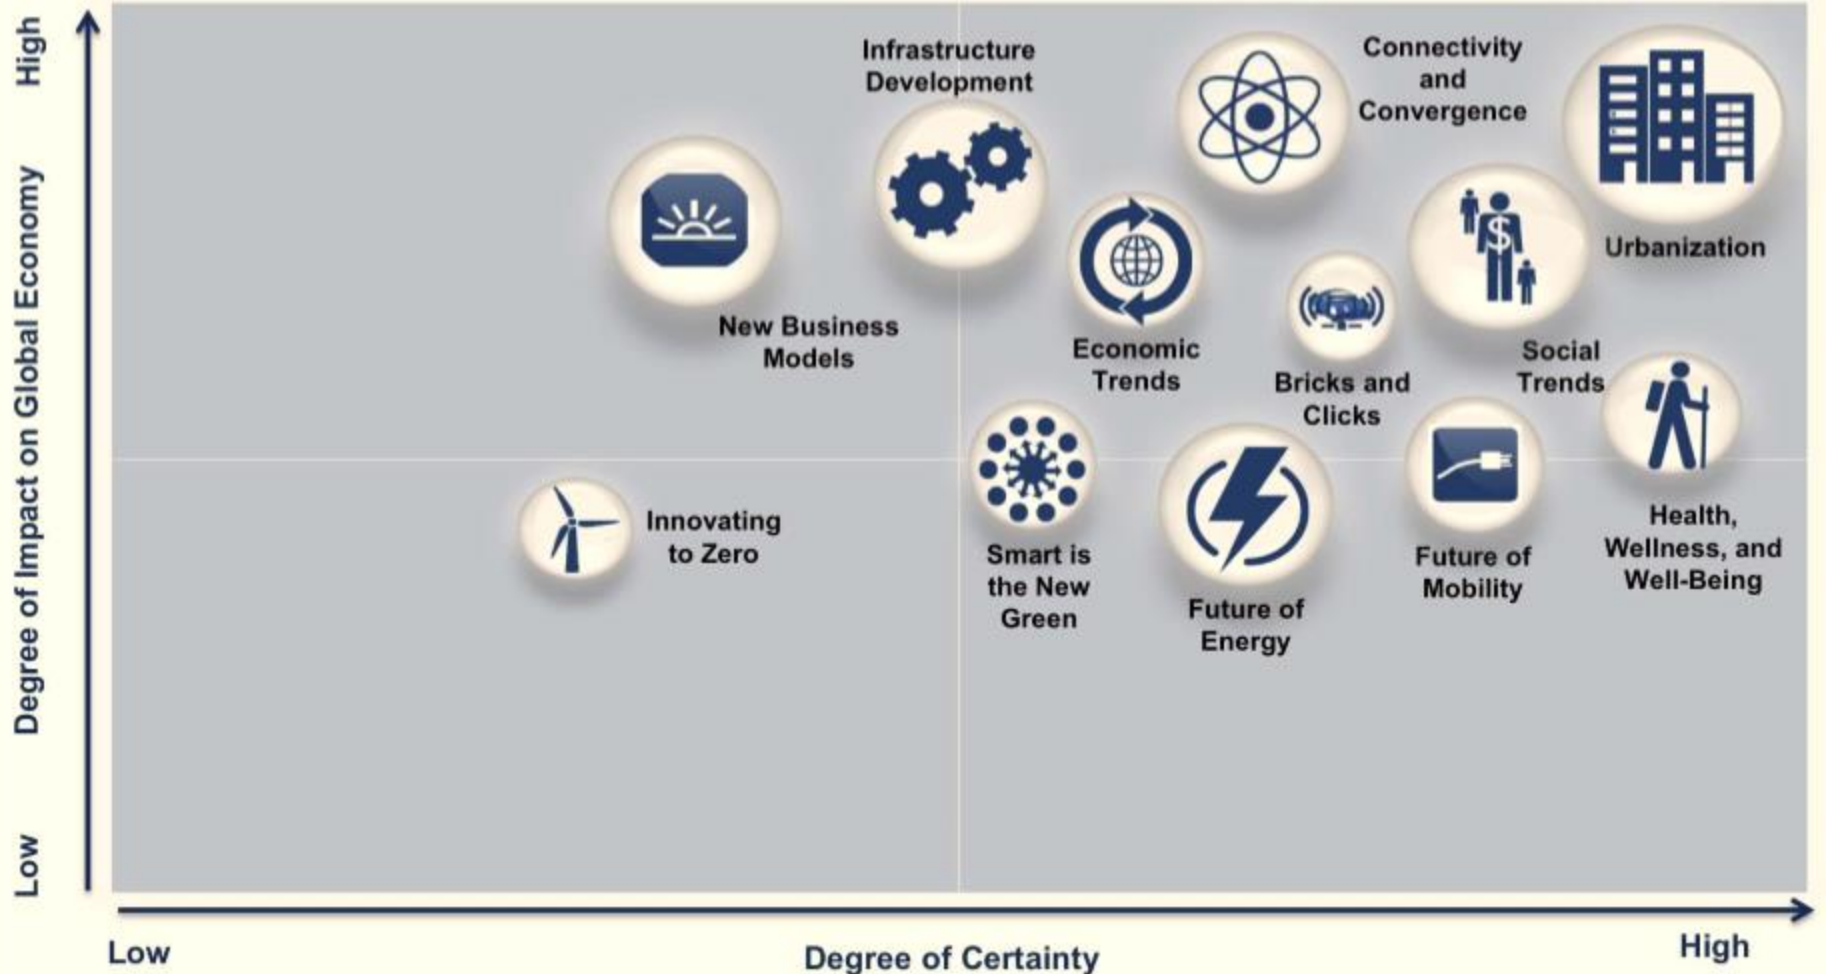 High
Degree of Impact on Global Economy
Low
Infrastructure
Development
Connectivity
and
Convergence
Urbanization
New Business
Models
Economic
Trends
Bricks and
Clicks
Social
Trends
$
Innovating
to Zero
Smart is
the New
Green
Future of
Energy
Future of
Mobility
Health,
Wellness, and
Well-Being
Low
Degree of Certainty
High